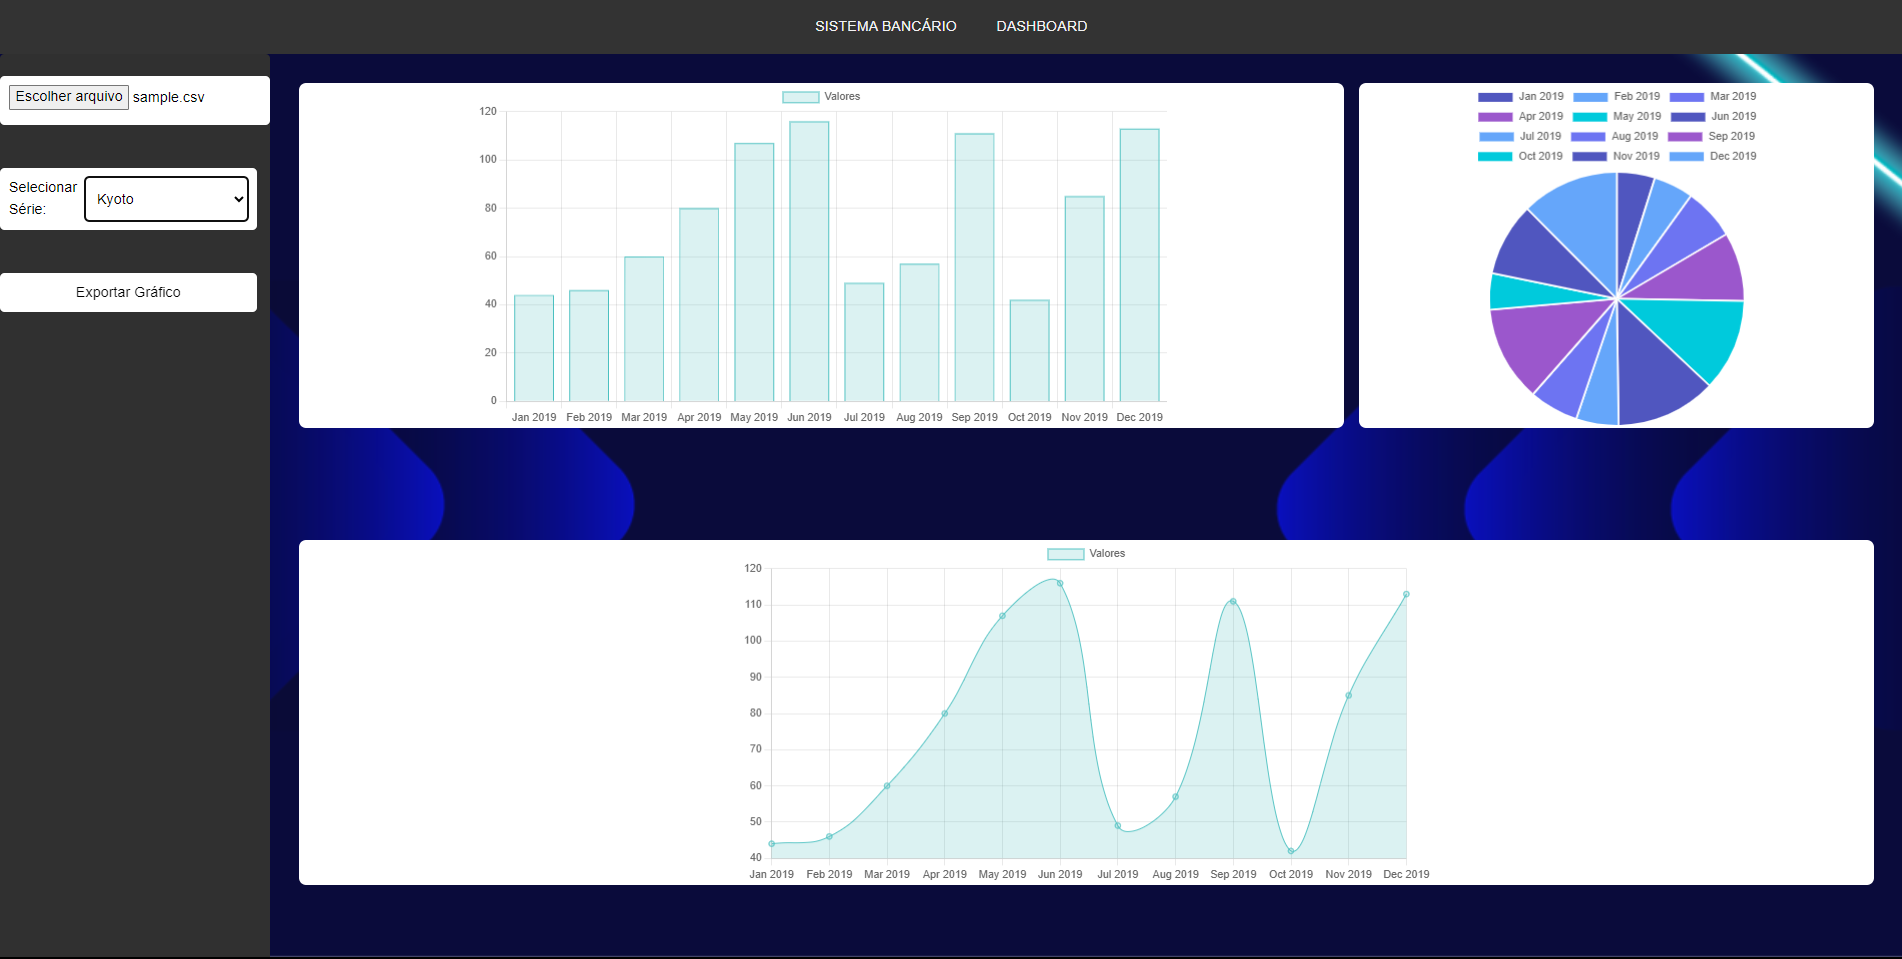 SISTEMA BANCÁRIO DASHBOARD
Escolher arquivo sample.csv
Selecionar
Série:
Kyoto
Exportar Gráfico
Valores
120
100
80
60
40
20
0
Jan 2019 Feb 2019 Mar 2019 Apr 2019 May 2019 Jun 2019 Jul 2019 Aug 2019 Sep 2019 Oct 2019 Nov 2019 Dec 2019
Jan 2019 Feb 2019 Mar 2019
Apr 2019 May 2019 Jun 2019
Jul 2019 Aug 2019 Sep 2019
Oct 2019 Nov 2019 Dec 2019
Valores
120
110
100
90
80
70
60
50
40
Jan 2019 Feb 2019 Mar 2019 Apr 2019 May 2019 Jun 2019 Jul 2019 Aug 2019 Sep 2019 Oct 2019 Nov 2019 Dec 2019